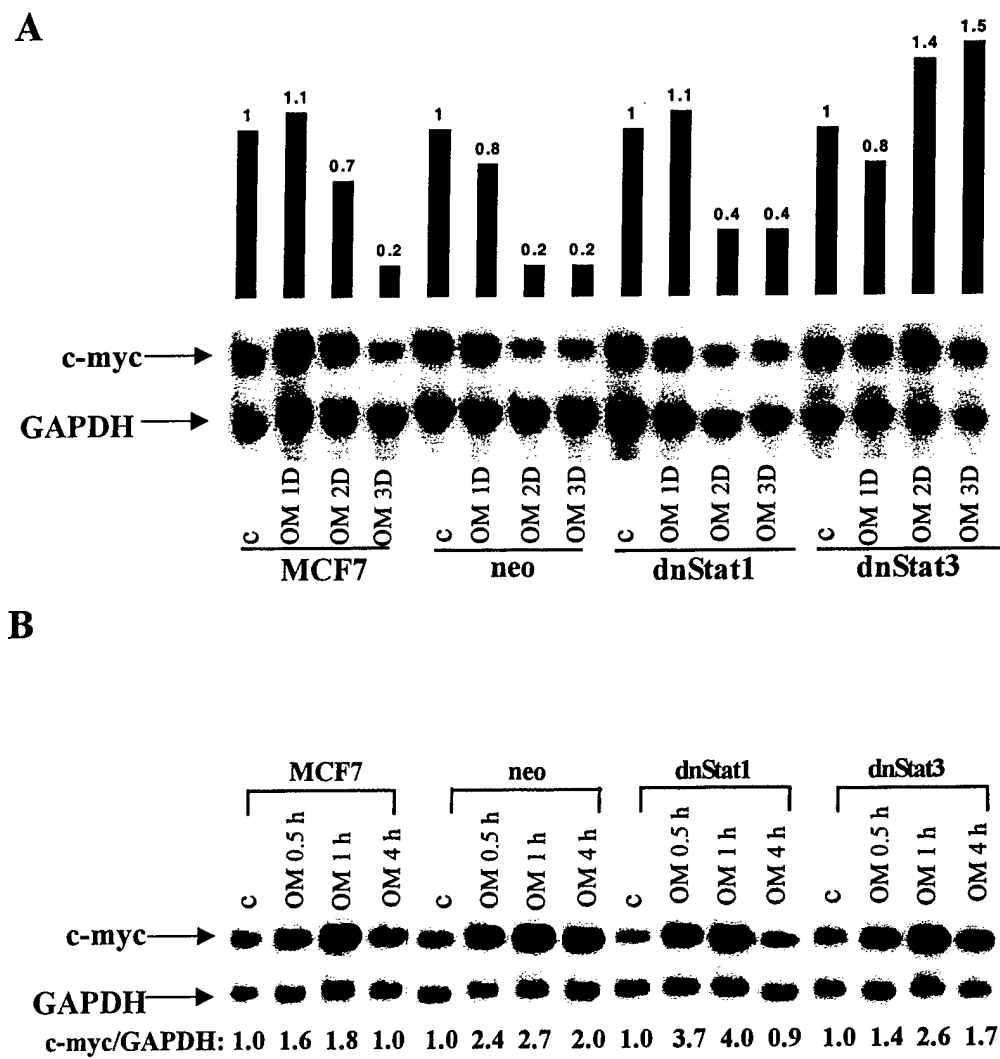 A
1 1.1 0.7 0.2 1 0.8 0.2 0.2 1 1.1 0.4 0.4 1 0.8 1.4 1.5
c-myc
GAPDH
c OM 1D OM 2D OM 3D c OM 1D OM 2D OM 3D c OM 1D OM 2D OM 3D c OM 1D OM 2D OM 3D
MCF7 neo dnStat1 dnStat3
B
MCF7 neo dnStat1 dnStat3
c OM 0.5 h OM 1 h OM 4 h c OM 0.5 h OM 1 h OM 4 h c OM 0.5 h OM 1 h OM 4 h c OM 0.5 h OM 1 h OM 4 h
c-myc
GAPDH
c-myc/GAPDH: 1.0 1.6 1.8 1.0 1.0 2.4 2.7 2.0 1.0 3.7 4.0 0.9 1.0 1.4 2.6 1.7